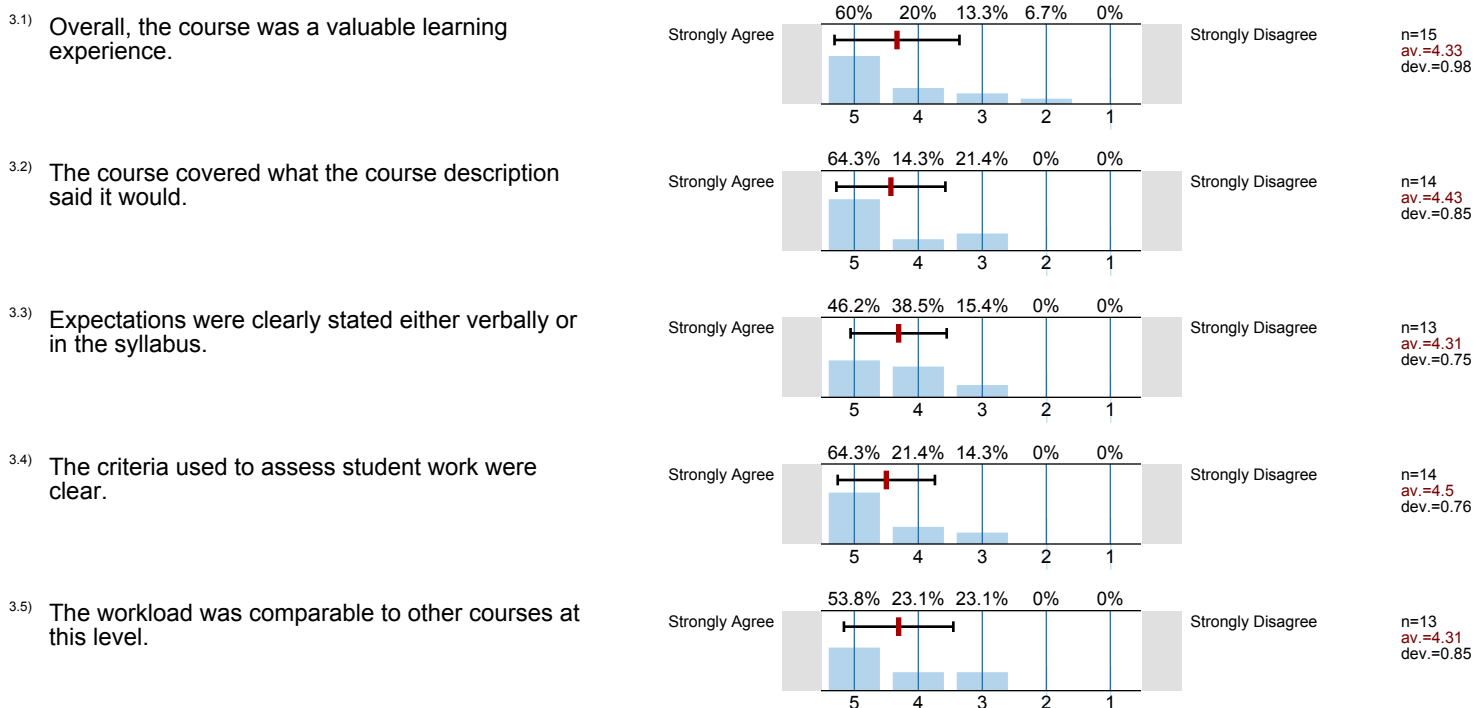 3.1) Overall, the course was a valuable learning
experience.
Strongly Agree
60% 20% 13.3% 6.7% 0%
5 4 3 2 1
Strongly Disagree
n=15
av.=4.33
dev.=0.98
3.2) The course covered what the course description
said it would.
Strongly Agree
64.3% 14.3% 21.4% 0% 0%
5 4 3 2 1
Strongly Disagree
n=14
av.=4.43
dev.=0.85
3.3) Expectations were clearly stated either verbally or
in the syllabus.
Strongly Agree
46.2% 38.5% 15.4% 0% 0%
5 4 3 2 1
Strongly Disagree
n=13
av.=4.31
dev.=0.75
3.4) The criteria used to assess student work were
clear.
Strongly Agree
64.3% 21.4% 14.3% 0% 0%
5 4 3 2 1
Strongly Disagree
n=14
av.=4.5
dev.=0.76
3.5) The workload was comparable to other courses at
this level.
Strongly Agree
53.8% 23.1% 23.1% 0% 0%
5 4 3 2 1
Strongly Disagree
n=13
av.=4.31
dev.=0.85